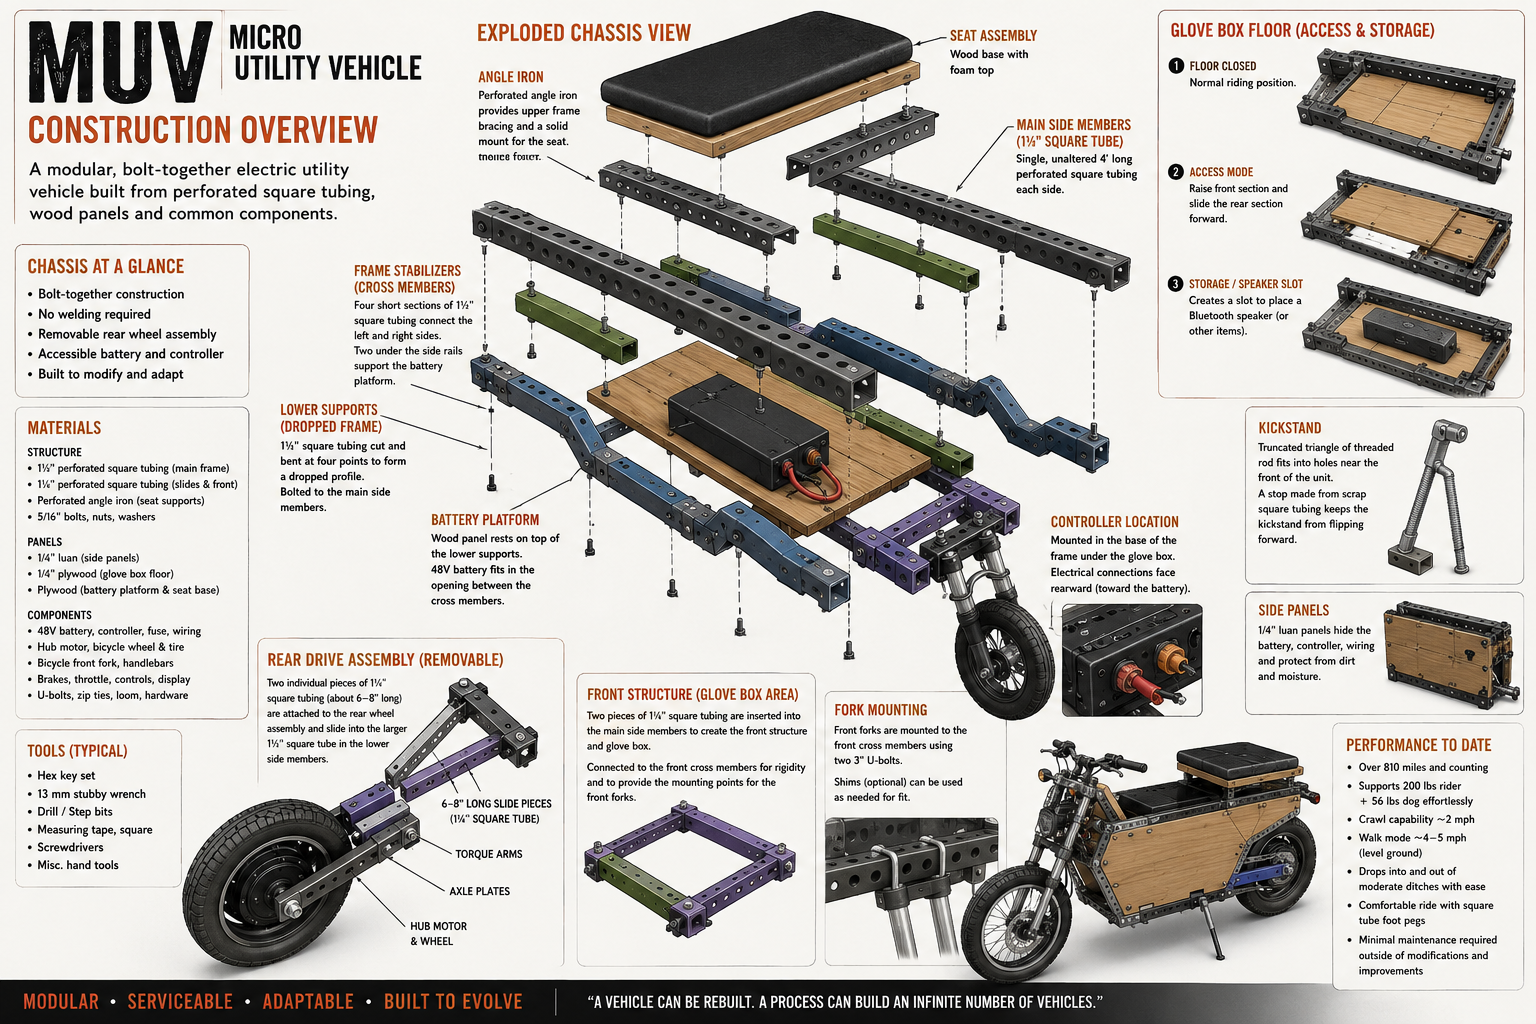 MUV
MICRO
UTILITY VEHICLE
CONSTRUCTION OVERVIEW
A modular, bolt-together electric utility
vehicle built from perforated square tubing,
wood panels and common components.
CHASSIS AT A GLANCE
• Bolt-together construction
• No welding required
• Removable rear wheel assembly
• Accessible battery and controller
• Built to modify and adapt
MATERIALS
STRUCTURE
• 1½" perforated square tubing (main frame)
• 1¼" perforated square tubing (slides & front)
• Perforated angle iron (seat supports)
• 5/16" bolts, nuts, washers
PANELS
• 1/4" luan (side panels)
• 1/4" plywood (glove box floor)
• Plywood (battery platform & seat base)
COMPONENTS
• 48V battery, controller, fuse, wiring
• Hub motor, bicycle wheel & tire
• Bicycle front fork, handlebars
• Brakes, throttle, controls, display
• U-bolts, zip ties, loom, hardware
TOOLS (TYPICAL)
• Hex key set
• 13 mm stubby wrench
• Drill / Step bits
• Measuring tape, square
• Screwdrivers
• Misc. hand tools
EXPLODED CHASSIS VIEW
ANGLE IRON
Perforated angle iron
provides upper frame
bracing and a solid
mount for the seat.
SEAT ASSEMBLY
Wood base with
foam top
MAIN SIDE MEMBERS
(1½" SQUARE TUBE)
Single, unaltered 4' long
perforated square tubing
each side.
FRAME STABILIZERS
(CROSS MEMBERS)
Four short sections of 1½"
square tubing connect the
left and right sides.
Two under the side rails
support the battery
platform.
LOWER SUPPORTS
(DROPPED FRAME)
1½" square tubing cut and
bent at four points to form
a dropped profile.
Bolted to the main side
members.
BATTERY PLATFORM
Wood panel rests on top of
the lower supports.
48V battery fits in the
opening between the
cross members.
CONTROLLER LOCATION
Mounted in the base of the
frame under the glove box.
Electrical connections face
rearward (toward the battery).
REAR DRIVE ASSEMBLY (REMOVABLE)
Two individual pieces of 1¼"
square tubing (about 6–8" long)
are attached to the rear wheel
assembly and slide into the larger
1½" square tube in the lower
side members.
6–8" LONG SLIDE PIECES
(1¼" SQUARE TUBE)
TORQUE ARMS
AXLE PLATES
HUB MOTOR
& WHEEL
FRONT STRUCTURE (GLOVE BOX AREA)
Two pieces of 1¼" square tubing are inserted into
the main side members to create the front structure
and glove box.
Connected to the front cross members for rigidity
and to provide the mounting points for the
front forks.
FORK MOUNTING
Front forks are mounted to the
front cross members using
two 3" U-bolts.
Shims (optional) can be used
as needed for fit.
GLOVE BOX FLOOR (ACCESS & STORAGE)
1 FLOOR CLOSED
Normal riding position.
2 ACCESS MODE
Raise front section and
slide the rear section
forward.
3 STORAGE / SPEAKER SLOT
Creates a slot to place a
Bluetooth speaker (or
other items).
KICKSTAND
Truncated triangle of threaded
rod fits into holes near the
front of the unit.
A stop made from scrap
square tubing keeps the
kickstand from flipping
forward.
SIDE PANELS
1/4" luan panels hide the
battery, controller, wiring
and protect from dirt
and moisture.
PERFORMANCE TO DATE
• Over 810 miles and counting
• Supports 200 lbs rider
+ 56 lbs dog effortlessly
• Crawl capability ~2 mph
• Walk mode ~4–5 mph
(level ground)
• Drops into and out of
moderate ditches with ease
• Comfortable ride with square
tube foot pegs
• Minimal maintenance required
outside of modifications and
improvements
MODULAR • SERVICEABLE • ADAPTABLE • BUILT TO EVOLVE
“A VEHICLE CAN BE REBUILT. A PROCESS CAN BUILD AN INFINITE NUMBER OF VEHICLES.”